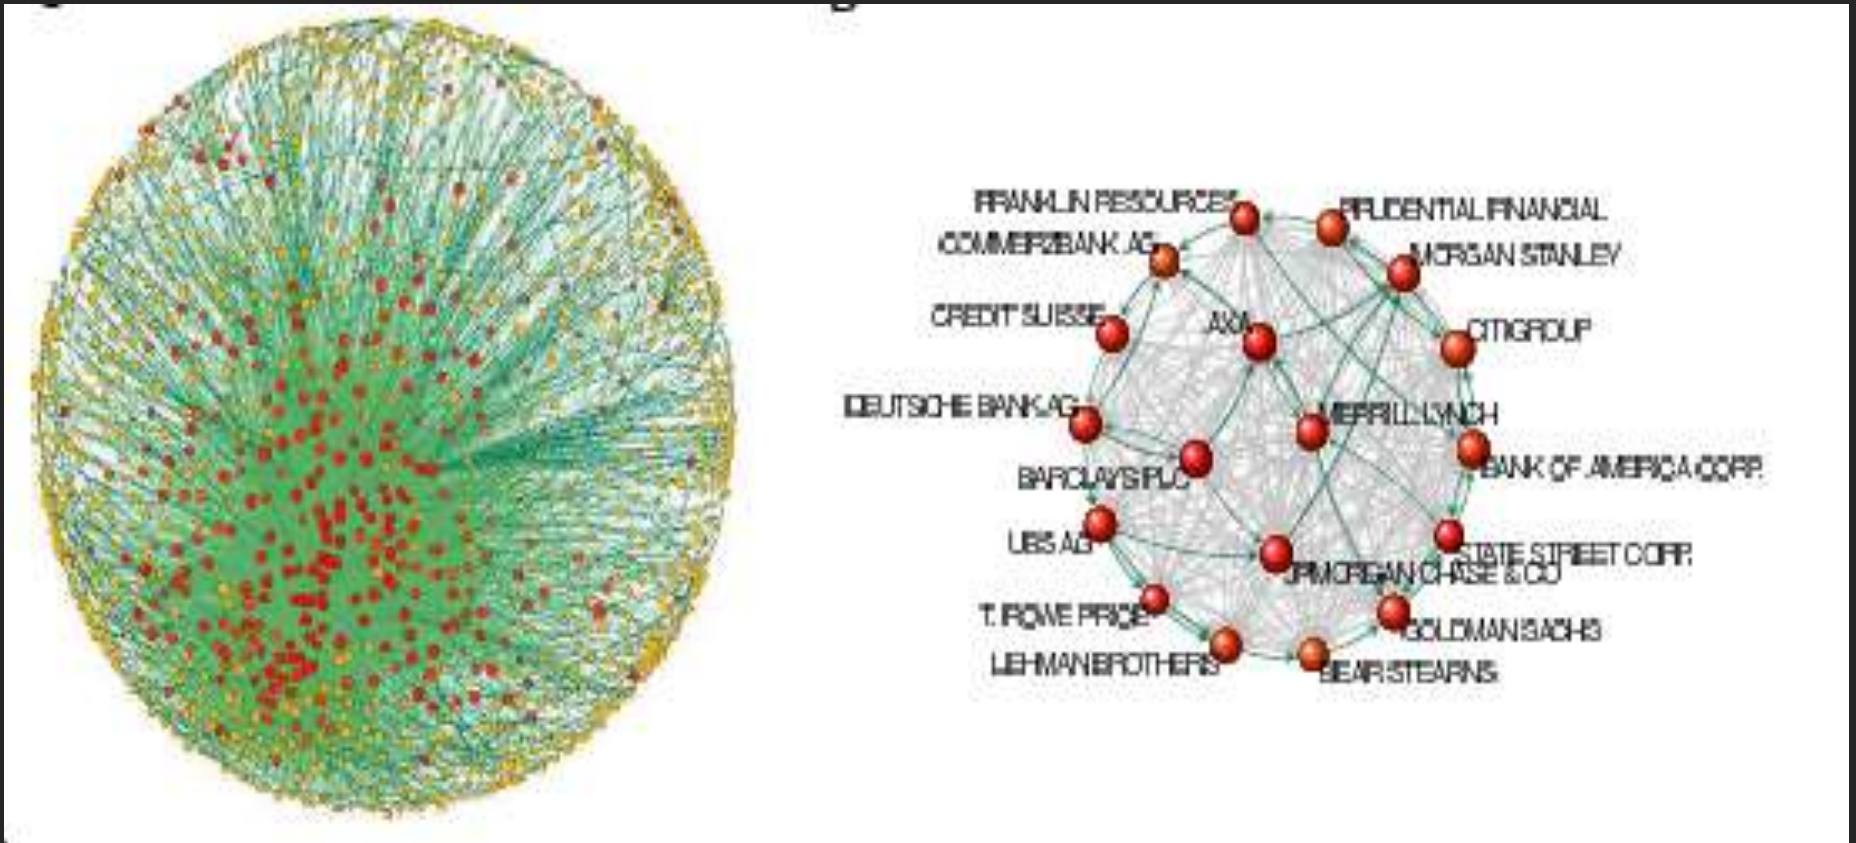 FRANKLIN RESOURCES
PRUDENTIAL FINANCIAL
COMMERZBANK AG
MORGAN STANLEY
CREDIT SUISSE
AXA
CITIGROUP
DEUTSCHE BANK AG
MERRILL LYNCH
BANK OF AMERICA CORP.
BARCLAYS PLC
UBS AG
STATE STREET CORP.
JPMORGAN CHASE & CO
T. ROWE PRICE
GOLDMAN SACHS
LEHMAN BROTHERS
BEAR STEARNS